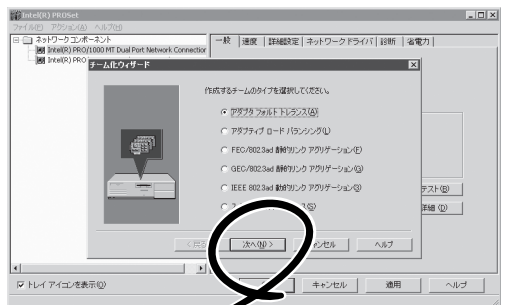 Intel(R) PROSet
ファイル(F) アクション(A) ヘルプ(H)
ネットワークコンポーネント
Intel(R) PRO/1000 MT Dual Port Network Connection
Intel(R) PRO
一般 速度 詳細設定 ネットワークドライバ 診断 省電力
チーム化ウィザード
作成するチームのタイプを選択してください。
アダプタ フォルト トレランス(A)
アダプティブ ロード バランシング(L)
FEC/802.3ad 静的リンク アグリゲーション(F)
GEC/802.3ad 静的リンク アグリゲーション(G)
IEEE 802.3ad 動的リンク アグリゲーション(3)
(S)
テスト(B)
詳細(D)
次へ(N) >
ヘルプ
トレイ アイコンを表示(O)
キャンセル 適用 ヘルプ